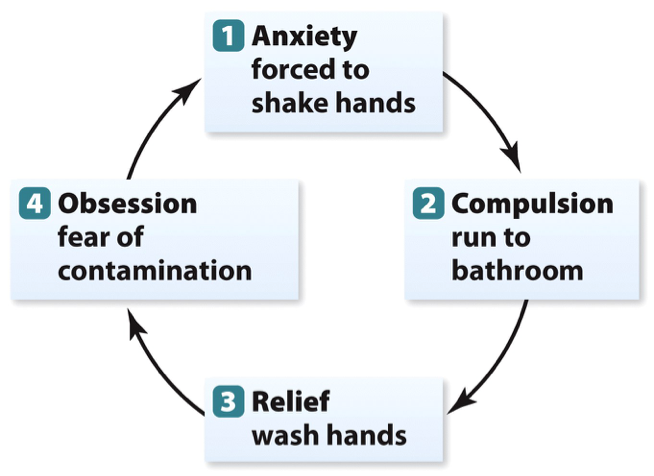 1 Anxiety
forced to
shake hands
2 Compulsion
run to
bathroom
3 Relief
wash hands
4 Obsession
fear of
contamination